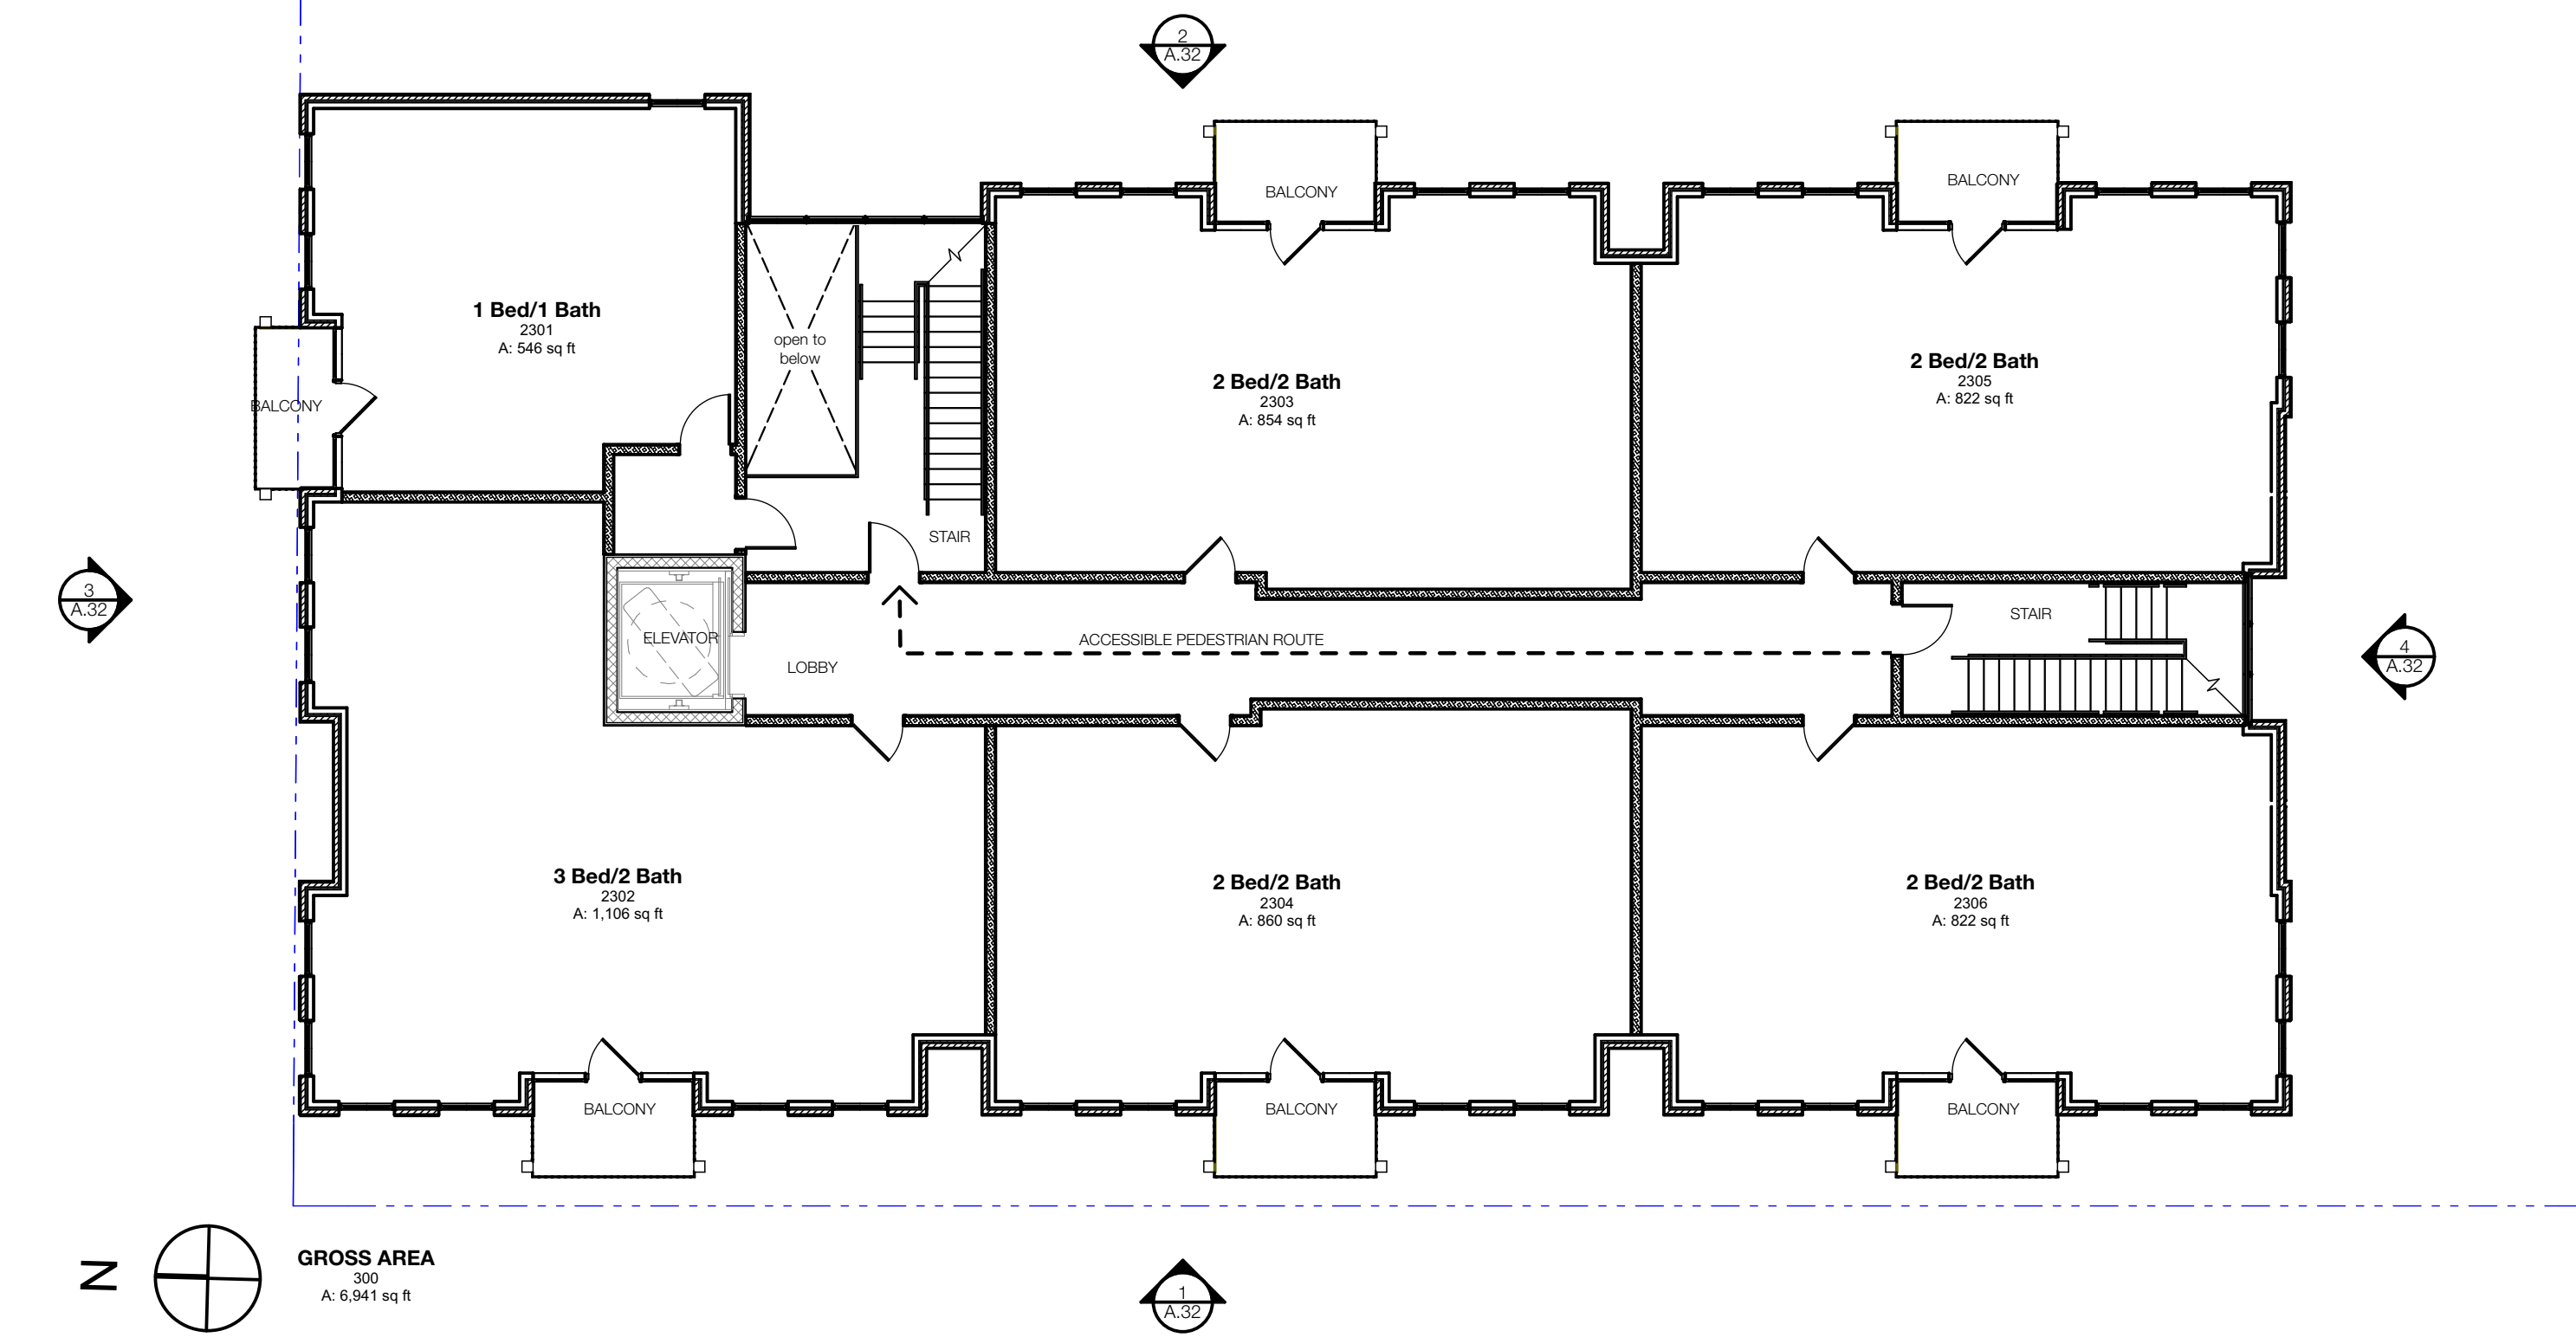 2
A.32
BALCONY
BALCONY
1 Bed/1 Bath
2301
A: 546 sq ft
open to
below
2 Bed/2 Bath
2303
A: 854 sq ft
2 Bed/2 Bath
2305
A: 822 sq ft
BALCONY
STAIR
3
A.32
ELEVATOR
LOBBY
ACCESSIBLE PEDESTRIAN ROUTE
STAIR
4
A.32
3 Bed/2 Bath
2302
A: 1,106 sq ft
2 Bed/2 Bath
2304
A: 860 sq ft
2 Bed/2 Bath
2306
A: 822 sq ft
BALCONY
BALCONY
BALCONY
N
GROSS AREA
300
A: 6,941 sq ft
1
A.32